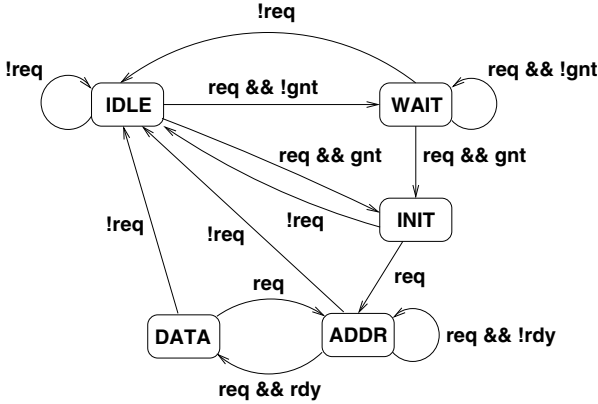 !req
!req
req && !gnt
req && !gnt
IDLE
WAIT
req && gnt
req && gnt
INIT
!req
!req
!req
req
req
DATA
ADDR
req && !rdy
req && rdy